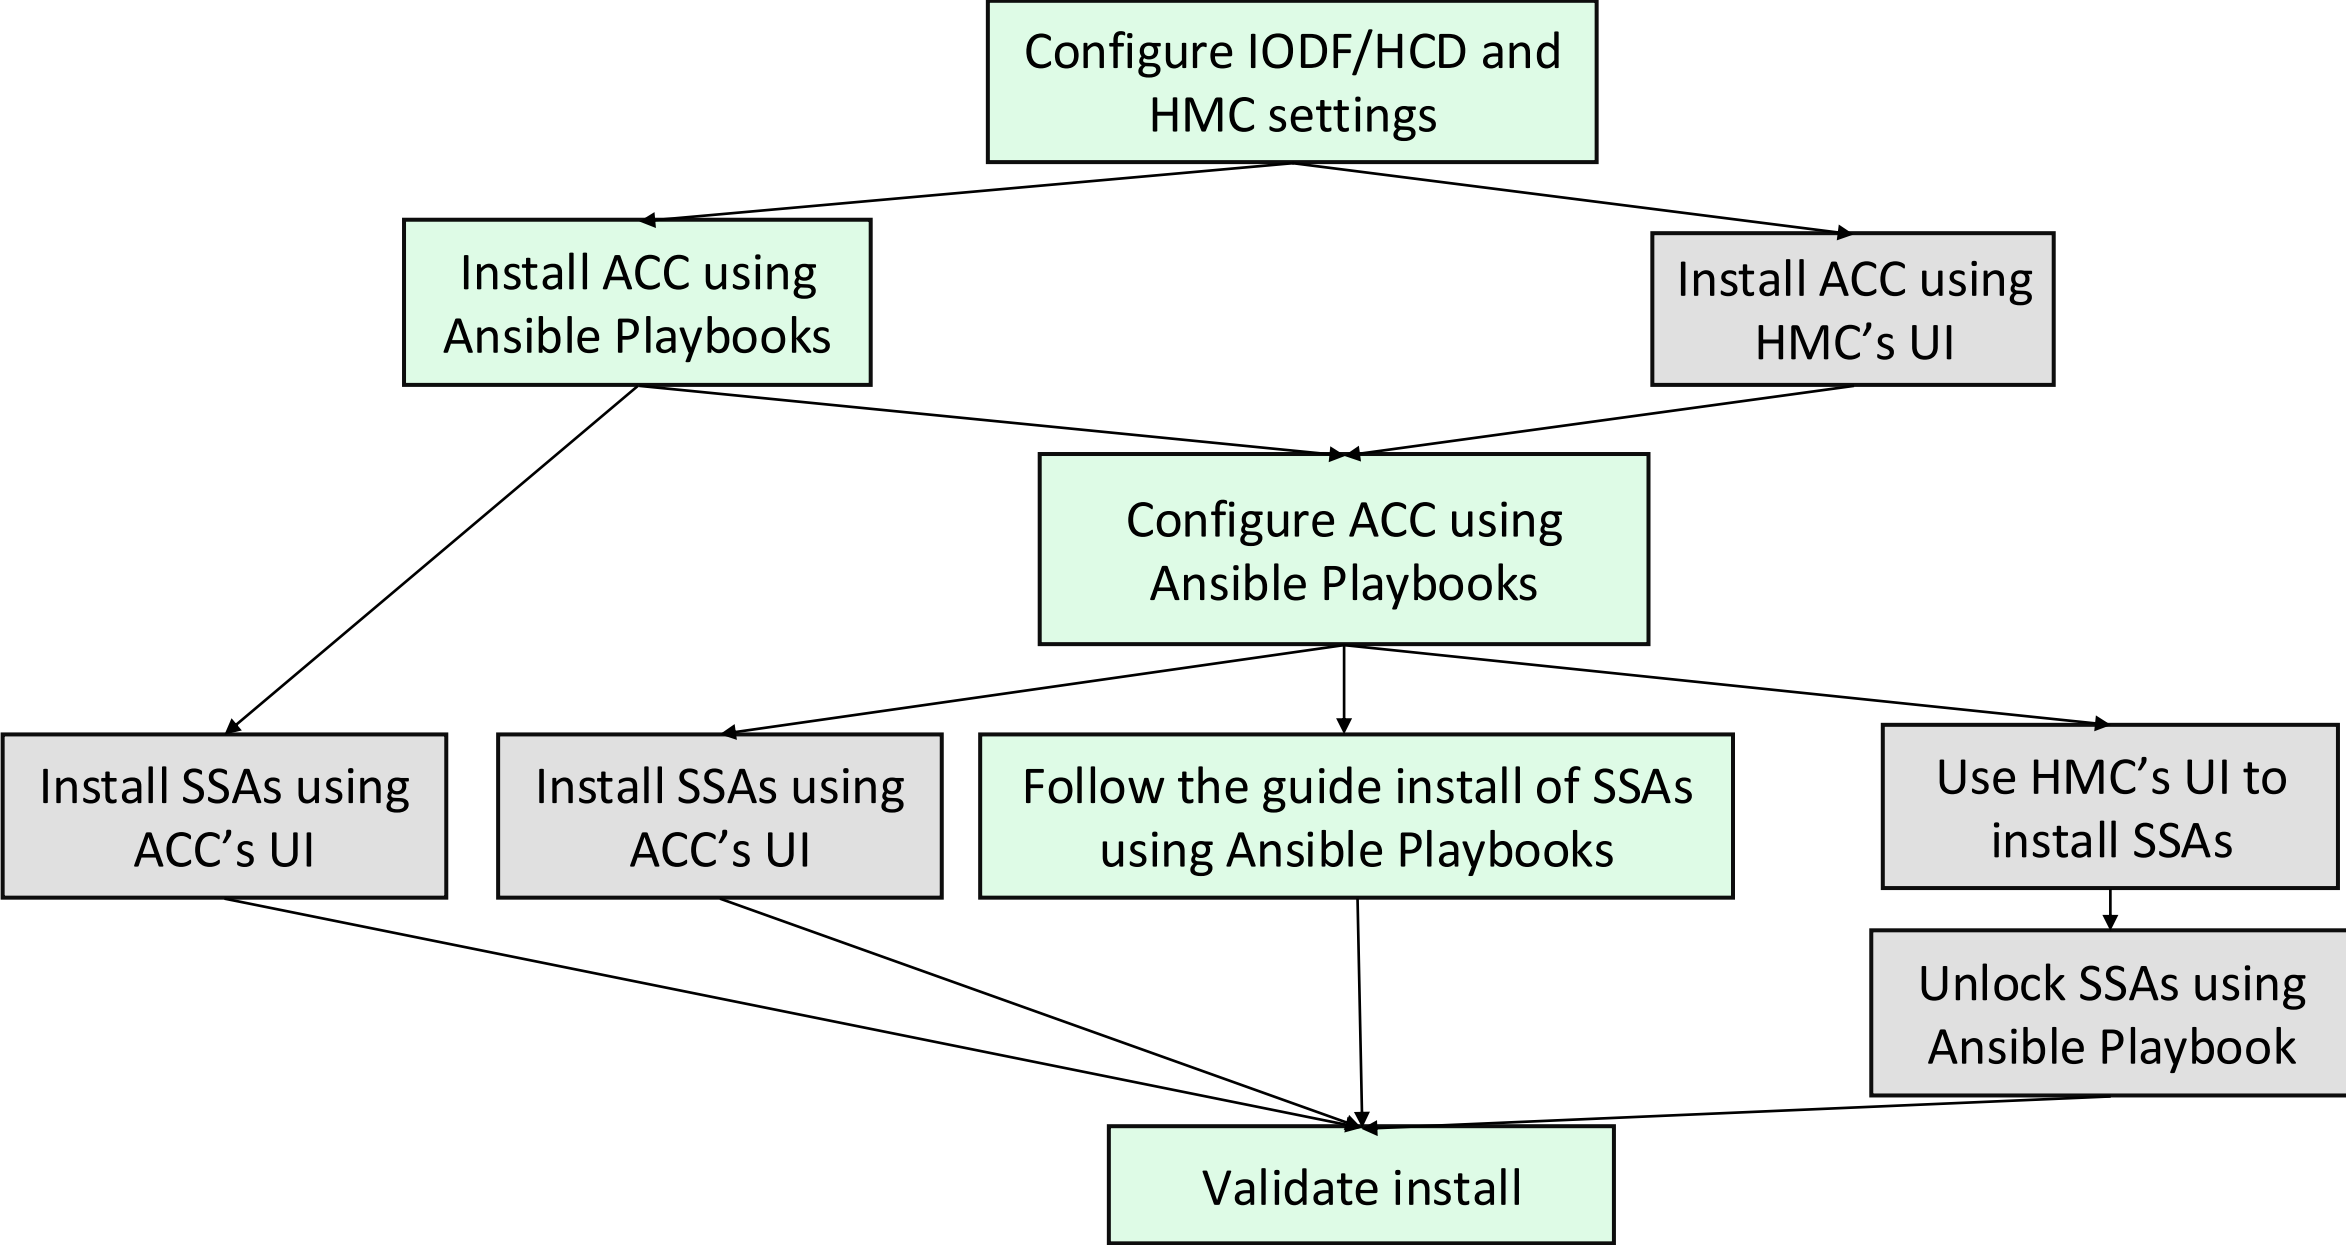 Configure IODF/HCD and
HMC settings
Install ACC using
Ansible Playbooks
Install ACC using
HMC’s UI
Configure ACC using
Ansible Playbooks
Install SSAs using
ACC’s UI
Install SSAs using
ACC’s UI
Follow the guide install of SSAs
using Ansible Playbooks
Use HMC’s UI to
install SSAs
Unlock SSAs using
Ansible Playbook
Validate install